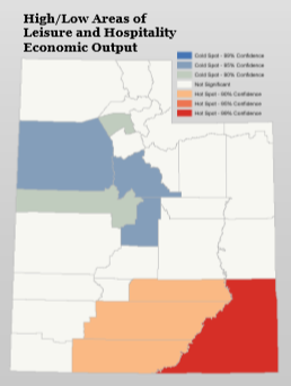 High/Low Areas of
Leisure and Hospitality
Economic Output
Cold Spot - 99% Confidence
Cold Spot - 95% Confidence
Cold Spot - 90% Confidence
Not Significant
Hot Spot - 90% Confidence
Hot Spot - 95% Confidence
Hot Spot - 99% Confidence